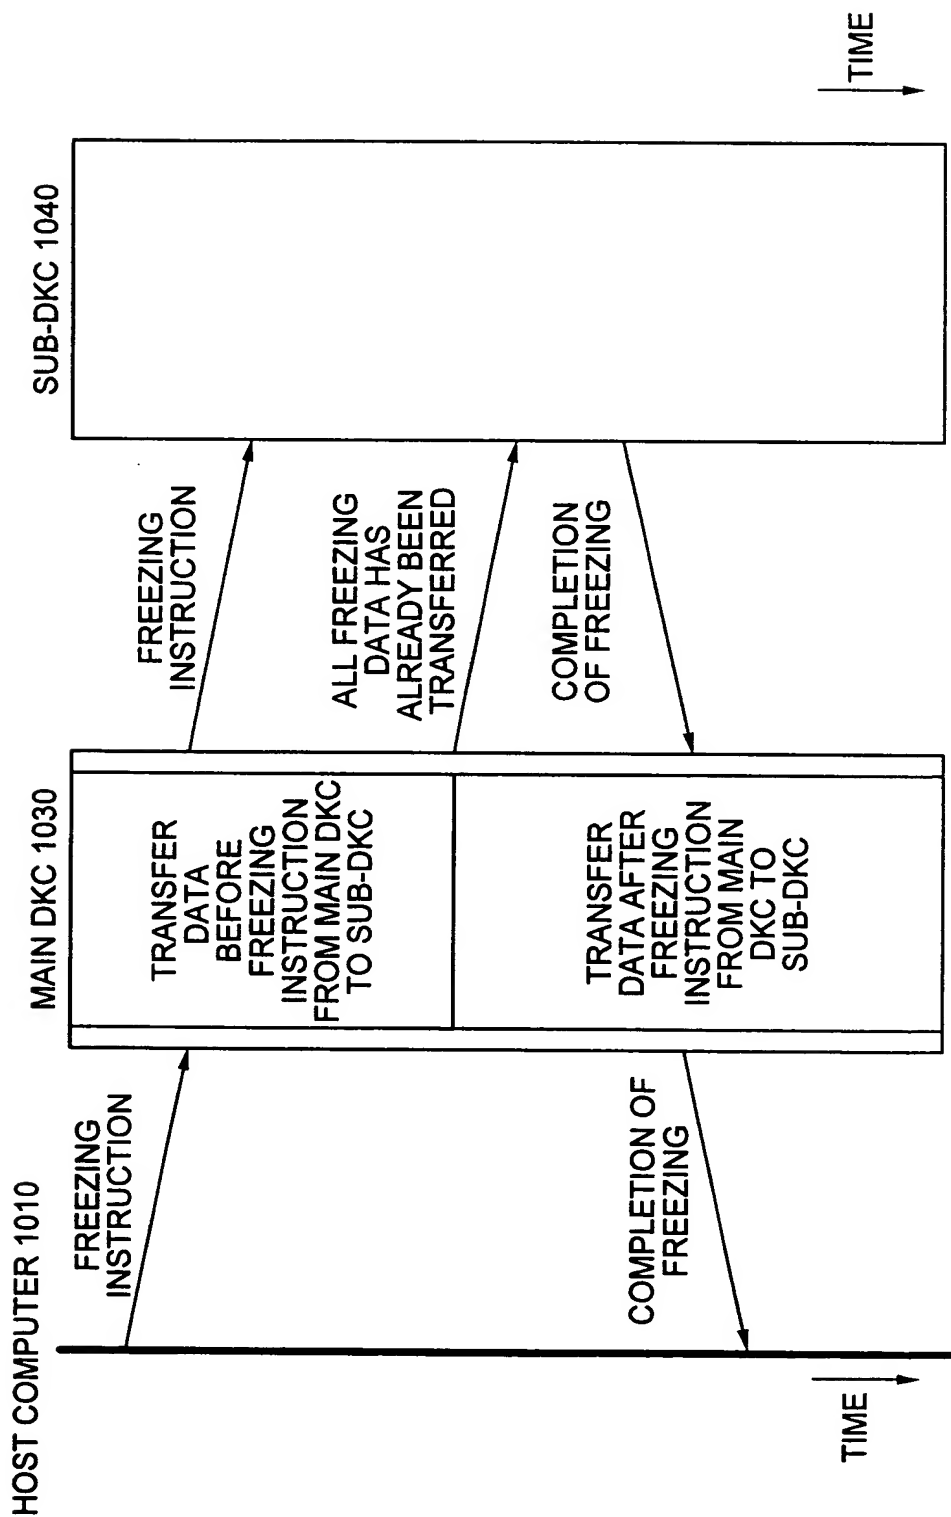 HOST COMPUTER 1010
MAIN DKC 1030
SUB-DKC 1040
FREEZING
INSTRUCTION
TRANSFER
DATA
BEFORE
FREEZING
INSTRUCTION
FROM MAIN DKC
TO SUB-DKC
FREEZING
INSTRUCTION
ALL FREEZING
DATA HAS
ALREADY BEEN
TRANSFERRED
COMPLETION
OF FREEZING
TRANSFER
DATA AFTER
FREEZING
INSTRUCTION
FROM MAIN
DKC TO
SUB-DKC
COMPLETION OF
FREEZING
TIME
TIME